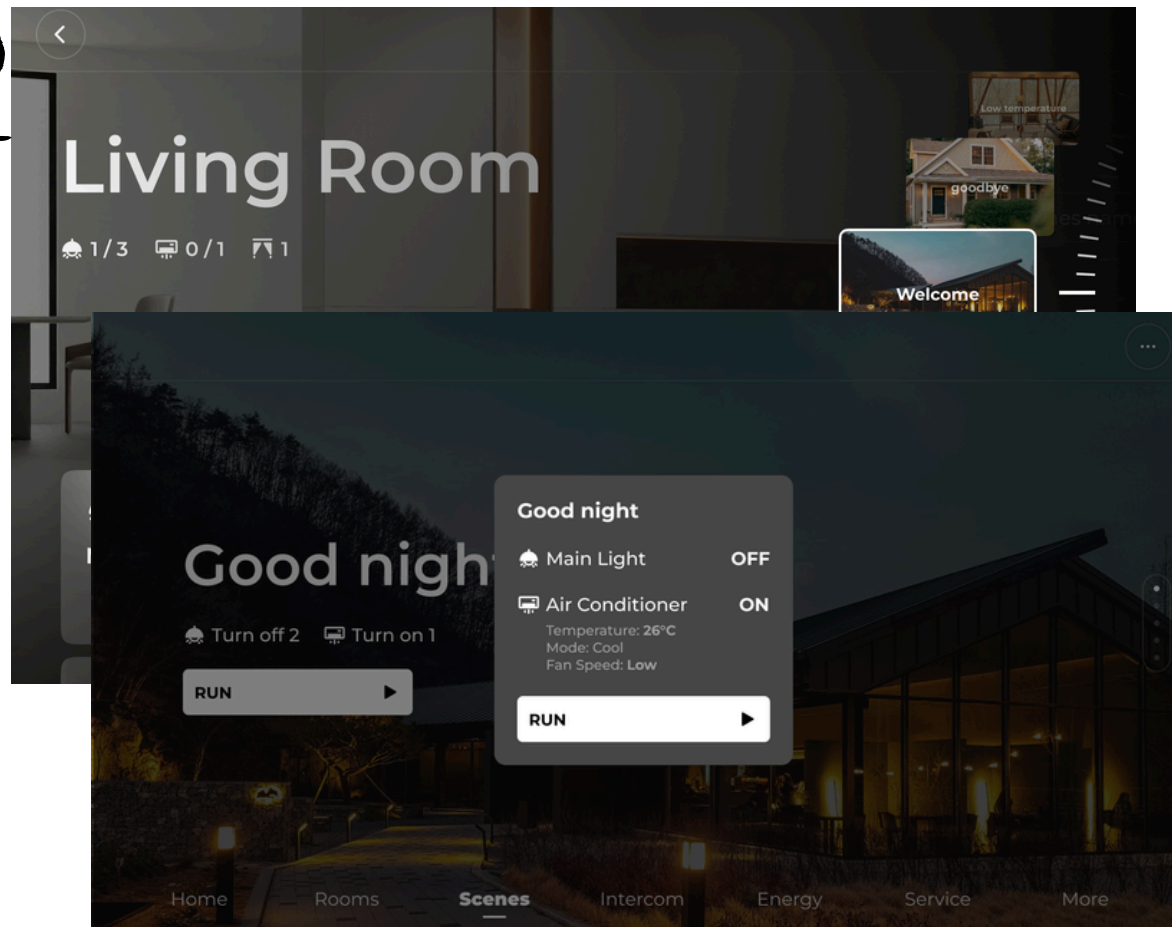 Living Room
1/3 0/1 1
Low temperature
goodbye
Welcome
Good nigh
Turn off 2 Turn on 1
RUN
Good night
Main Light OFF
Air Conditioner ON
Temperature: 26°C
Mode: Cool
Fan Speed: Low
RUN
Home Rooms Scenes Intercom Energy Service More